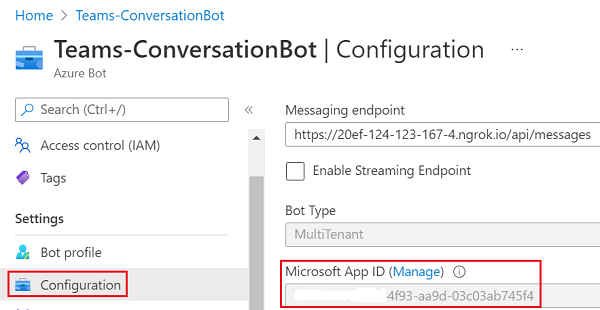 Home > Teams-ConversationBot
Teams-ConversationBot | Configuration ...
Azure Bot
Search (Ctrl+/) «
Access control (IAM)
Tags
Settings
Bot profile
Configuration
Messaging endpoint
https://20ef-124-123-167-4.ngrok.io/api/messages
Enable Streaming Endpoint
Bot Type
MultiTenant
Microsoft App ID (Manage)
4f93-aa9d-03c03ab745f4